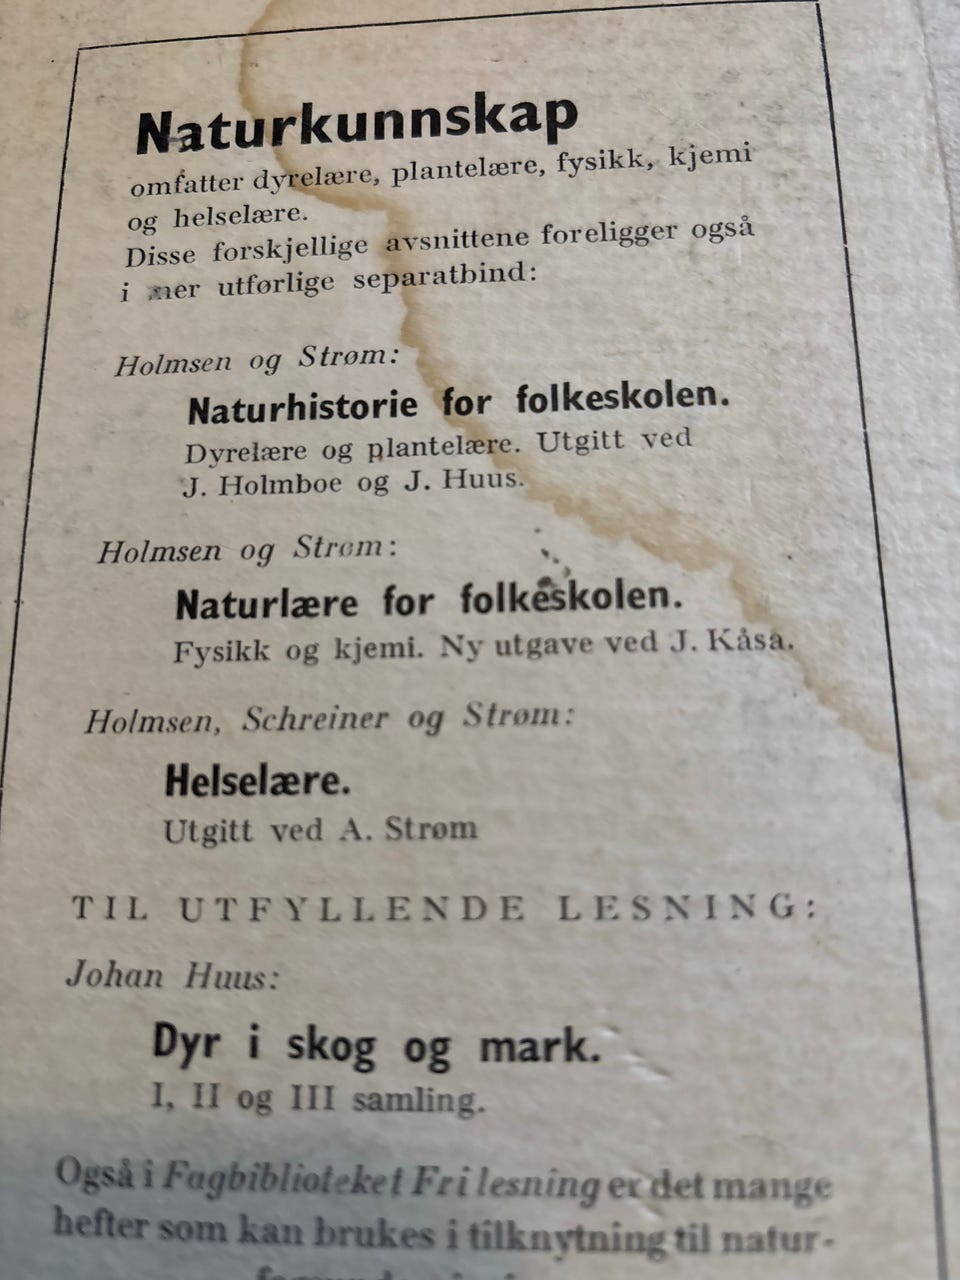 Naturkunnskap
omfatter dyrelære, plantelære, fysikk, kjemi
og helselære.
Disse forskjellige avsnittene foreligger også
i mer utførlige separatbind:
Holmsen og Strøm:
Naturhistorie for folkeskolen.
Dyrelære og plantelære. Utgitt ved
J. Holmboe og J. Huus.
Holmsen og Strøm:
Naturlære for folkeskolen.
Fysikk og kjemi. Ny utgave ved J. Kåsa.
Holmsen, Schreiner og Strøm:
Helselære.
Utgitt ved A. Strøm
TIL UTFYLLENDE LESNING:
Johan Huus:
Dyr i skog og mark.
I, II og III samling.
Også i Fagbiblioteket Fri lesning er det mange
hefter som kan brukes i tilknytning til natur-